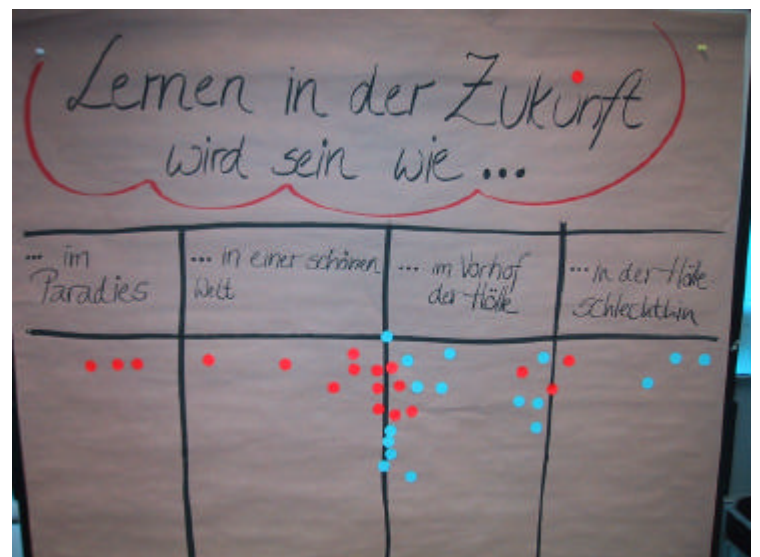 Lernen in der Zukunft
wird sein wie ...
... im
Paradies
... in einer schönen
Welt
... im Vorhof
der Hölle
... in der Hölle
schlechthin